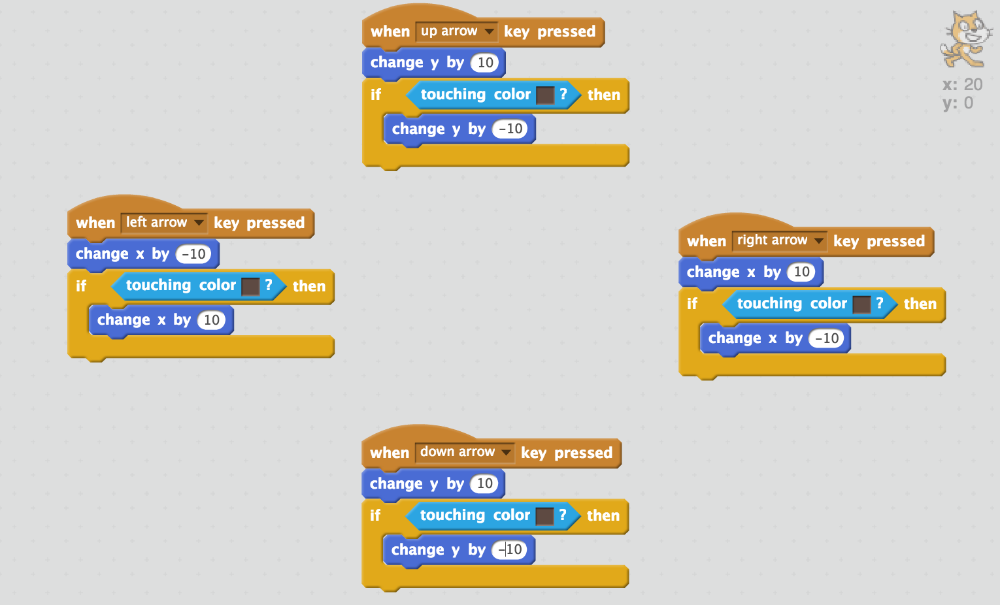 when up arrow key pressed
change y by 10
if touching color ? then
change y by -10
x: 20
y: 0
when left arrow key pressed
change x by -10
if touching color ? then
change x by 10
when right arrow key pressed
change x by 10
if touching color ? then
change x by -10
when down arrow key pressed
change y by 10
if touching color ? then
change y by -10